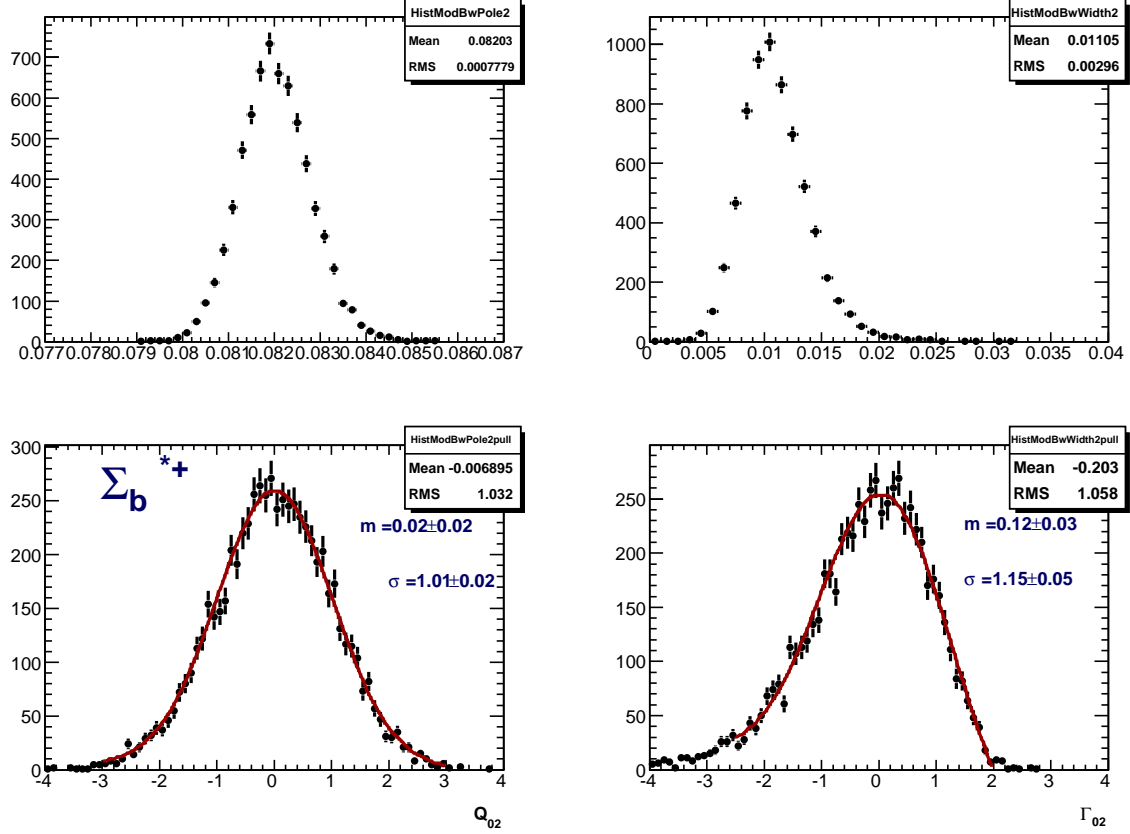 HistModBwPole2
Mean 0.08203
RMS 0.0007779
700
600
500
400
300
200
100
0
0.077 0.078 0.079 0.08 0.081 0.082 0.083 0.084 0.085 0.086 0.087
HistModBwWidth2
Mean 0.01105
RMS 0.00296
1000
800
600
400
200
0
0 0.005 0.01 0.015 0.02 0.025 0.03 0.035 0.04
HistModBwPole2pull
Mean -0.006895
RMS 1.032
Σb*+
m =0.02±0.02
σ =1.01±0.02
300
250
200
150
100
50
0
-4 -3 -2 -1 0 1 2 3 4
Q02
HistModBwWidth2pull
Mean -0.203
RMS 1.058
m =0.12±0.03
σ =1.15±0.05
250
200
150
100
50
0
-4 -3 -2 -1 0 1 2 3 4
Γ02